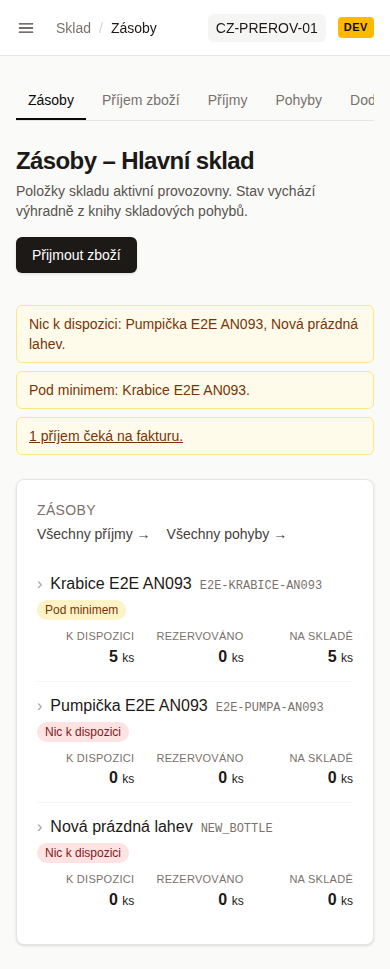 Sklad / Zásoby CZ-PREROV-01 DEV
Zásoby Příjem zboží Příjmy Pohyby Dod
Zásoby – Hlavní sklad
Položky skladu aktivní provozovny. Stav vychází
výhradně z knihy skladových pohybů.
Přijmout zboží
Nic k dispozici: Pumpička E2E AN093, Nová prázdná
lahev.
Pod minimem: Krabice E2E AN093.
1 příjem čeká na fakturu.
ZÁSOBY
Všechny příjmy → Všechny pohyby →
› Krabice E2E AN093 E2E-KRABICE-AN093
Pod minimem
K DISPOZICI REZERVOVÁNO NA SKLADĚ
5 ks 0 ks 5 ks
› Pumpička E2E AN093 E2E-PUMPA-AN093
Nic k dispozici
K DISPOZICI REZERVOVÁNO NA SKLADĚ
0 ks 0 ks 0 ks
› Nová prázdná lahev NEW_BOTTLE
Nic k dispozici
K DISPOZICI REZERVOVÁNO NA SKLADĚ
0 ks 0 ks 0 ks